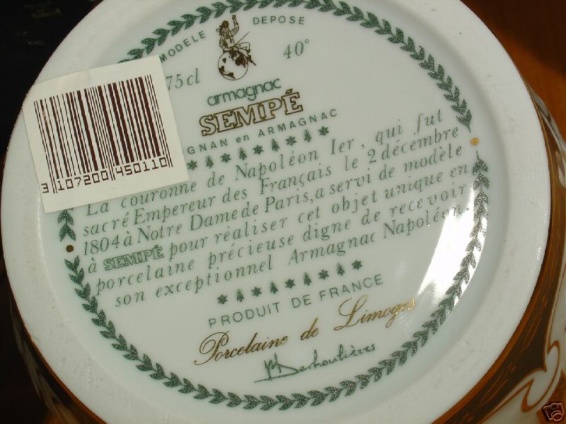 MODELE DEPOSE
75cl 40°
armagnac
SEMPÉ
IGNAN en ARMAGNAC
La couronne de Napoléon Ier, qui fut
sacré Empereur des Français le 2 décembre
1804 à Notre Dame de Paris, a servi de modèle
à SEMPÉ pour réaliser cet objet unique en
porcelaine précieuse digne de recevoir
son exceptionnel Armagnac Napoléon
PRODUIT DE FRANCE
Porcelaine de Limoges
Deshoulières
3 107200 450110